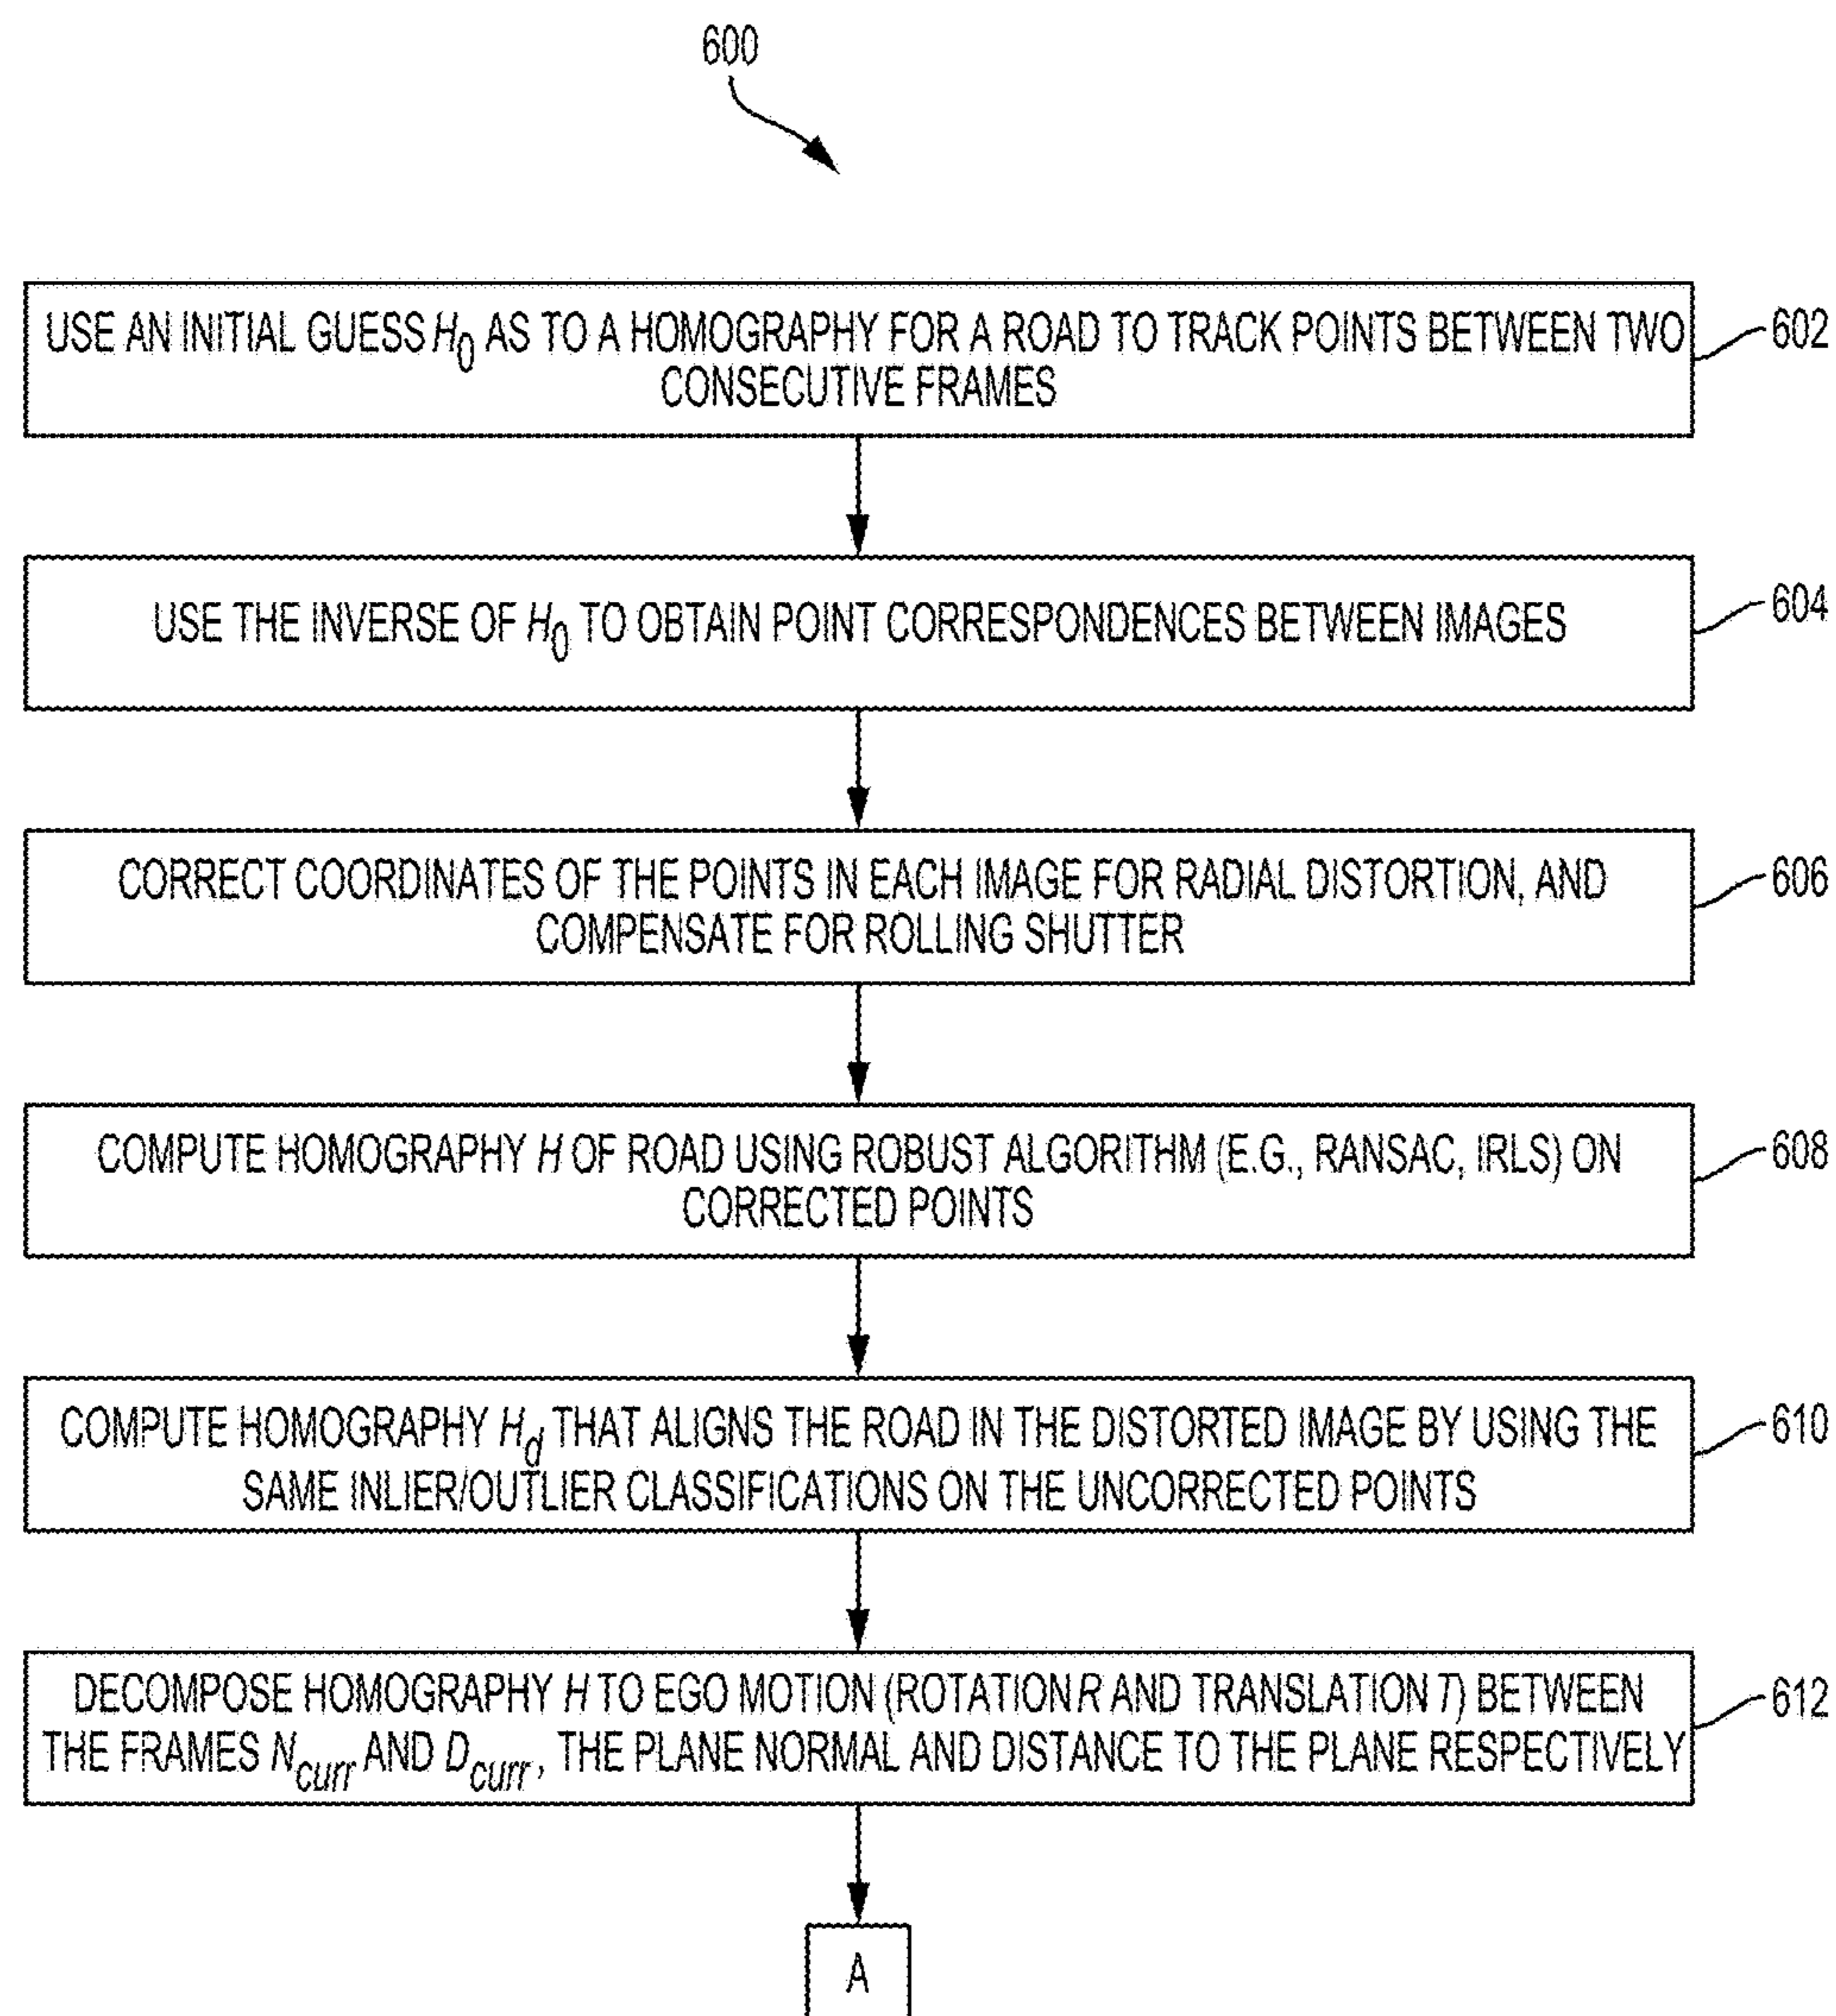 600
USE AN INITIAL GUESS H0 AS TO A HOMOGRAPHY FOR A ROAD TO TRACK POINTS BETWEEN TWO
CONSECUTIVE FRAMES
602
USE THE INVERSE OF H0 TO OBTAIN POINT CORRESPONDENCES BETWEEN IMAGES
604
CORRECT COORDINATES OF THE POINTS IN EACH IMAGE FOR RADIAL DISTORTION, AND
COMPENSATE FOR ROLLING SHUTTER
606
COMPUTE HOMOGRAPHY H OF ROAD USING ROBUST ALGORITHM (E.G., RANSAC, IRLS) ON
CORRECTED POINTS
608
COMPUTE HOMOGRAPHY Hd THAT ALIGNS THE ROAD IN THE DISTORTED IMAGE BY USING THE
SAME INLIER/OUTLIER CLASSIFICATIONS ON THE UNCORRECTED POINTS
610
DECOMPOSE HOMOGRAPHY H TO EGO MOTION (ROTATION R AND TRANSLATION T) BETWEEN
THE FRAMES Ncurr AND Dcurr, THE PLANE NORMAL AND DISTANCE TO THE PLANE RESPECTIVELY
612
A